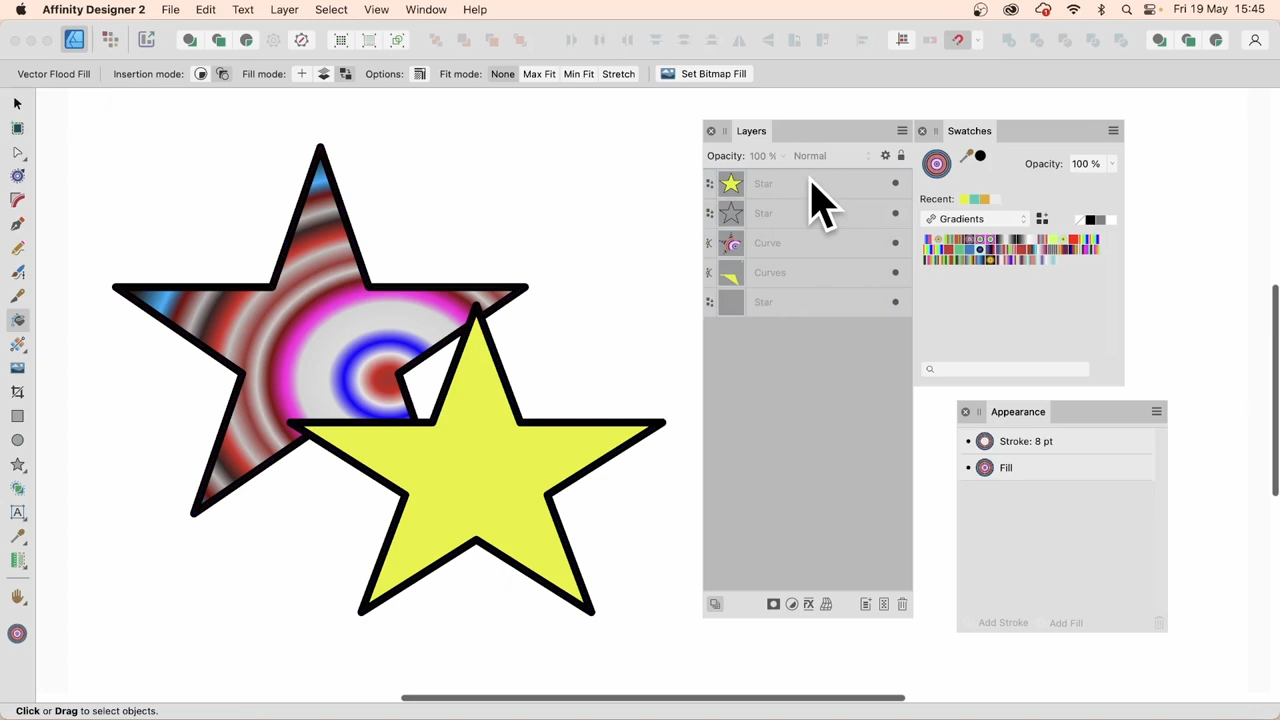 Affinity Designer 2 File Edit Text Layer Select View Window Help Fri 19 May 15:45
Vector Flood Fill Insertion mode: Fill mode: Options: Fit mode: None Max Fit Min Fit Stretch Set Bitmap Fill
Layers
Opacity: 100 % Normal
Star
Star
Curve
Curves
Star
Swatches
Opacity: 100 %
Recent:
Gradients
Appearance
Stroke: 8 pt
Fill
Add Stroke Add Fill
Click or Drag to select objects.